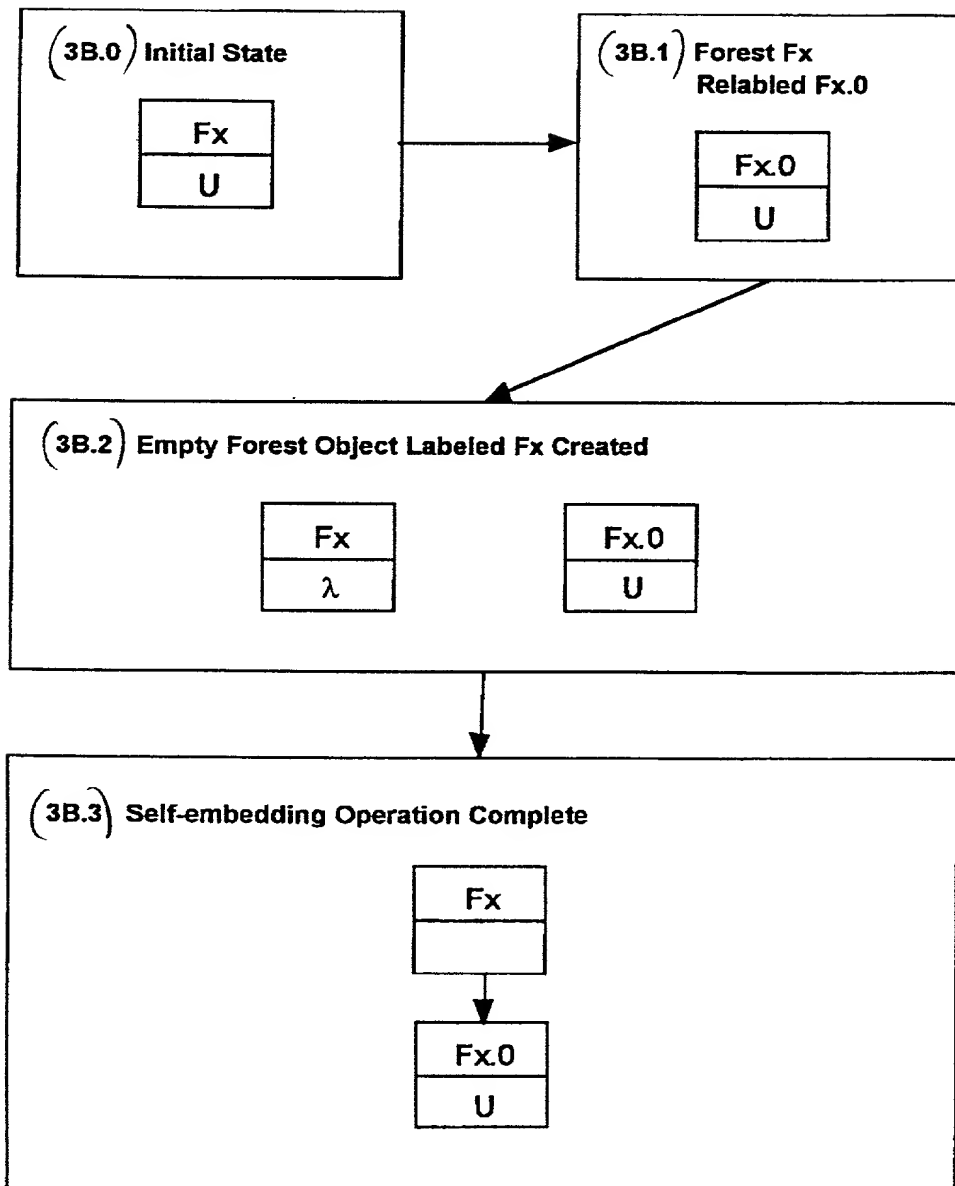 (3B.0) Initial State
Fx
U
(3B.1) Forest Fx
Relabled Fx.0
Fx.0
U
(3B.2) Empty Forest Object Labeled Fx Created
Fx
λ
Fx.0
U
(3B.3) Self-embedding Operation Complete
Fx
Fx.0
U